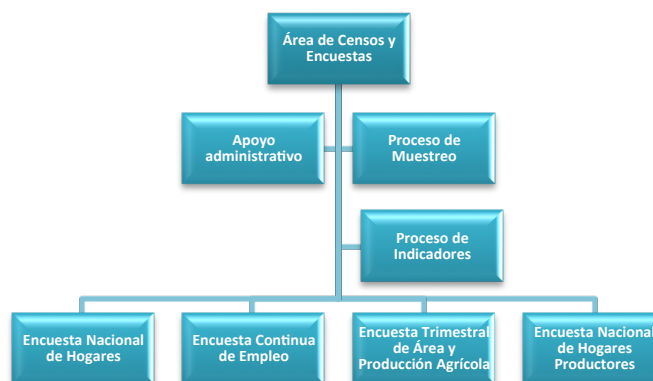 Área de Censos y
Encuestas
Apoyo
administrativo
Proceso de
Muestreo
Proceso de
Indicadores
Encuesta Nacional
de Hogares
Encuesta Continua
de Empleo
Encuesta Trimestral
de Área y
Producción Agrícola
Encuesta Nacional
de Hogares
Productores